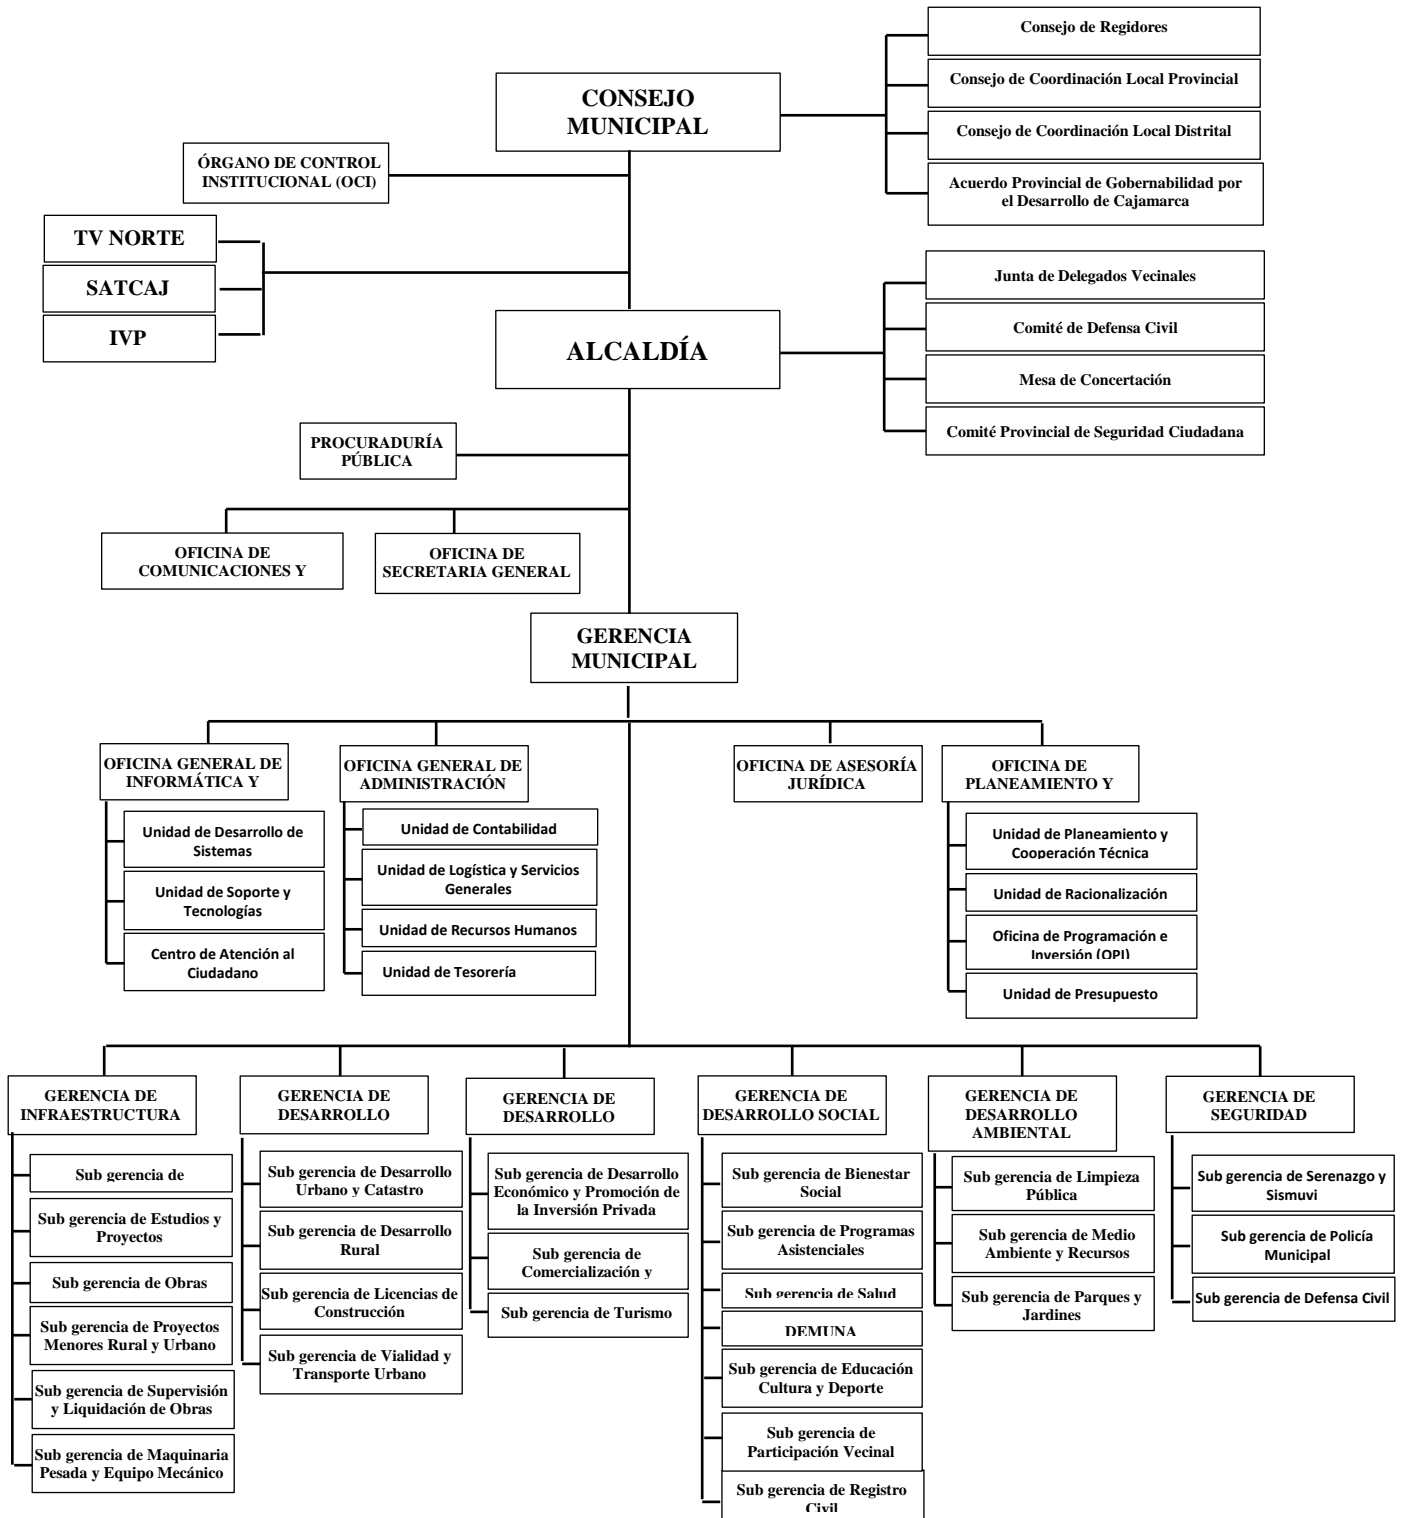 Consejo de Regidores
Consejo de Coordinación Local Provincial
CONSEJO
MUNICIPAL
Consejo de Coordinación Local Distrital
ÓRGANO DE CONTROL
INSTITUCIONAL (OCI)
Acuerdo Provincial de Gobernabilidad por
el Desarrollo de Cajamarca
TV NORTE
SATCAJ
IVP
Junta de Delegados Vecinales
Comité de Defensa Civil
ALCALDÍA
Mesa de Concertación
Comité Provincial de Seguridad Ciudadana
PROCURADURÍA
PÚBLICA
OFICINA DE
COMUNICACIONES Y
OFICINA DE
SECRETARIA GENERAL
GERENCIA
MUNICIPAL
OFICINA GENERAL DE
INFORMÁTICA Y
Unidad de Desarrollo de
Sistemas
Unidad de Soporte y
Tecnologías
Centro de Atención al
Ciudadano
OFICINA GENERAL DE
ADMINISTRACIÓN
Unidad de Contabilidad
Unidad de Logística y Servicios
Generales
Unidad de Recursos Humanos
Unidad de Tesorería
OFICINA DE ASESORÍA
JURÍDICA
OFICINA DE
PLANEAMIENTO Y
Unidad de Planeamiento y
Cooperación Técnica
Unidad de Racionalización
Oficina de Programación e
Inversión (OPI)
Unidad de Presupuesto
GERENCIA DE
INFRAESTRUCTURA
Sub gerencia de
Sub gerencia de Estudios y
Proyectos
Sub gerencia de Obras
Sub gerencia de Proyectos
Menores Rural y Urbano
Sub gerencia de Supervisión
y Liquidación de Obras
Sub gerencia de Maquinaria
Pesada y Equipo Mecánico
GERENCIA DE
DESARROLLO
Sub gerencia de Desarrollo
Urbano y Catastro
Sub gerencia de Desarrollo
Rural
Sub gerencia de Licencias de
Construcción
Sub gerencia de Vialidad y
Transporte Urbano
GERENCIA DE
DESARROLLO
Sub gerencia de Desarrollo
Económico y Promoción de
la Inversión Privada
Sub gerencia de
Comercialización y
Sub gerencia de Turismo
GERENCIA DE
DESARROLLO SOCIAL
Sub gerencia de Bienestar
Social
Sub gerencia de Programas
Asistenciales
Sub gerencia de Salud
DEMUNA
Sub gerencia de Educación
Cultura y Deporte
Sub gerencia de
Participación Vecinal
Sub gerencia de Registro
Civil
GERENCIA DE
DESARROLLO
AMBIENTAL
Sub gerencia de Limpieza
Pública
Sub gerencia de Medio
Ambiente y Recursos
Sub gerencia de Parques y
Jardines
GERENCIA DE
SEGURIDAD
Sub gerencia de Serenazgo y
Sismuvi
Sub gerencia de Policía
Municipal
Sub gerencia de Defensa Civil